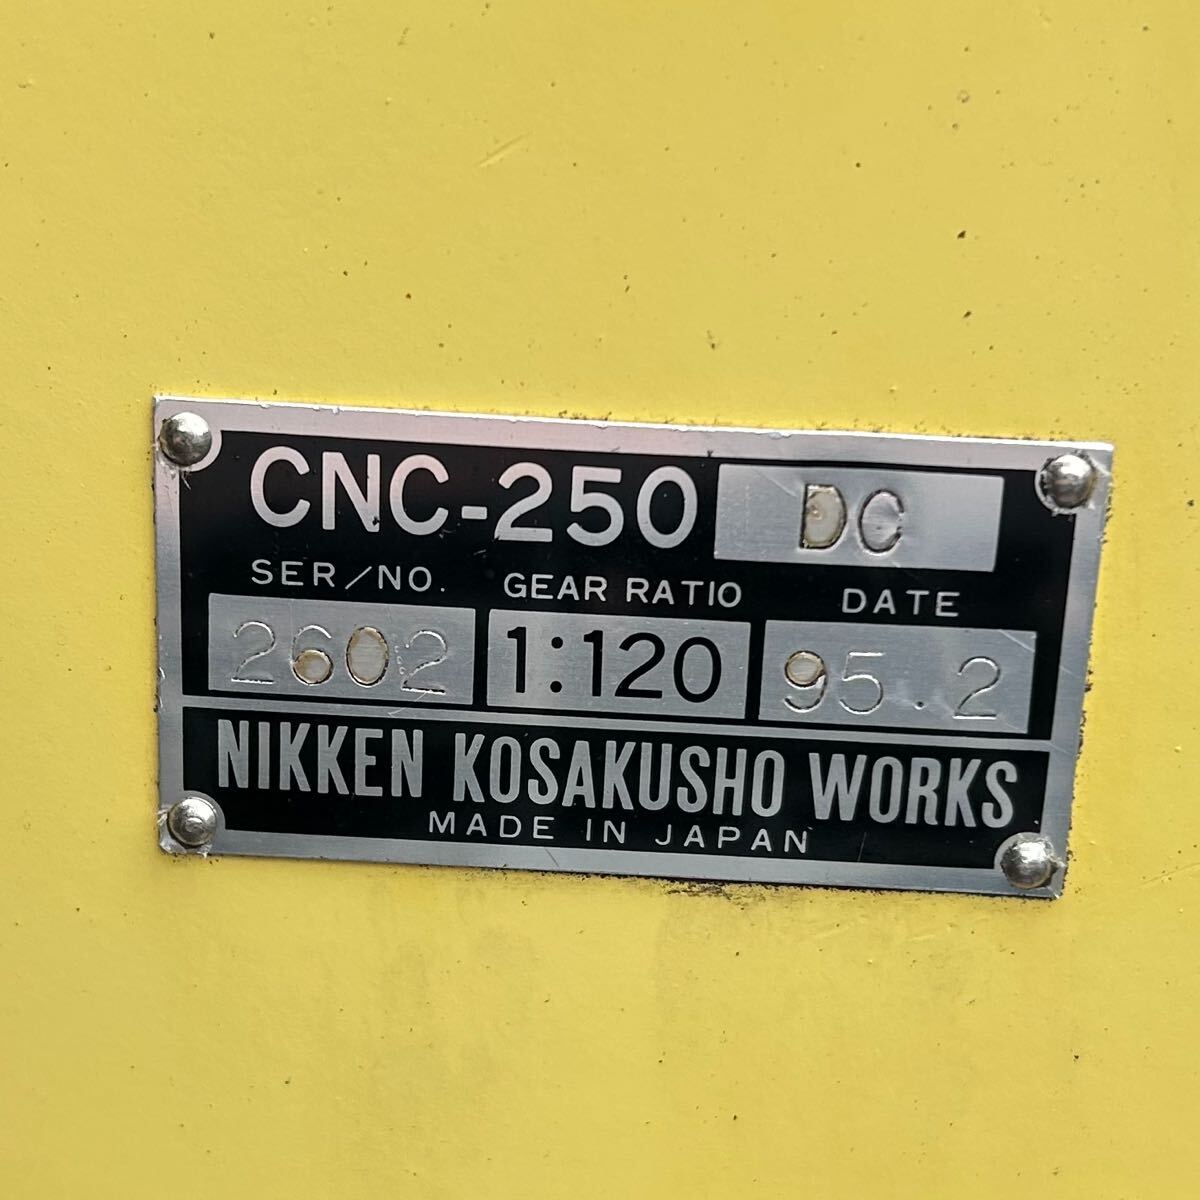 CNC-250 DC
SER/NO. GEAR RATIO DATE
2602 1:120 95.2
NIKKEN KOSAKUSHO WORKS
MADE IN JAPAN